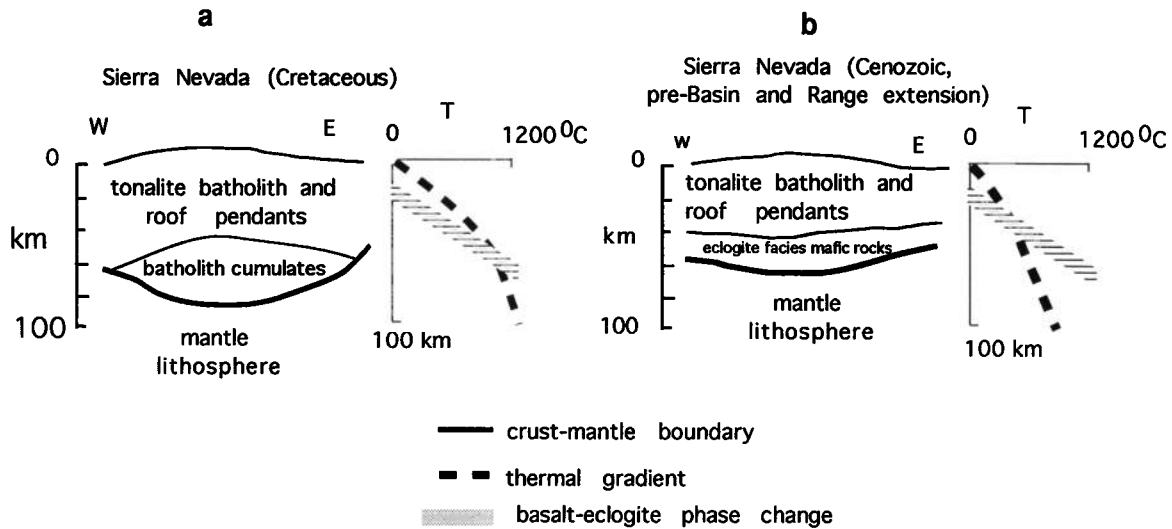 a
Sierra Nevada (Cretaceous)
W
E
0
T
1200 ⁰C
0
km
100
tonalite batholith and
roof pendants
batholith cumulates
mantle
lithosphere
100 km
b
Sierra Nevada (Cenozoic,
pre-Basin and Range extension)
W
E
0
T
1200 ⁰C
0
km
100
tonalite batholith and
roof pendants
eclogite facies mafic rocks
mantle
lithosphere
100 km
crust-mantle boundary
thermal gradient
basalt-eclogite phase change